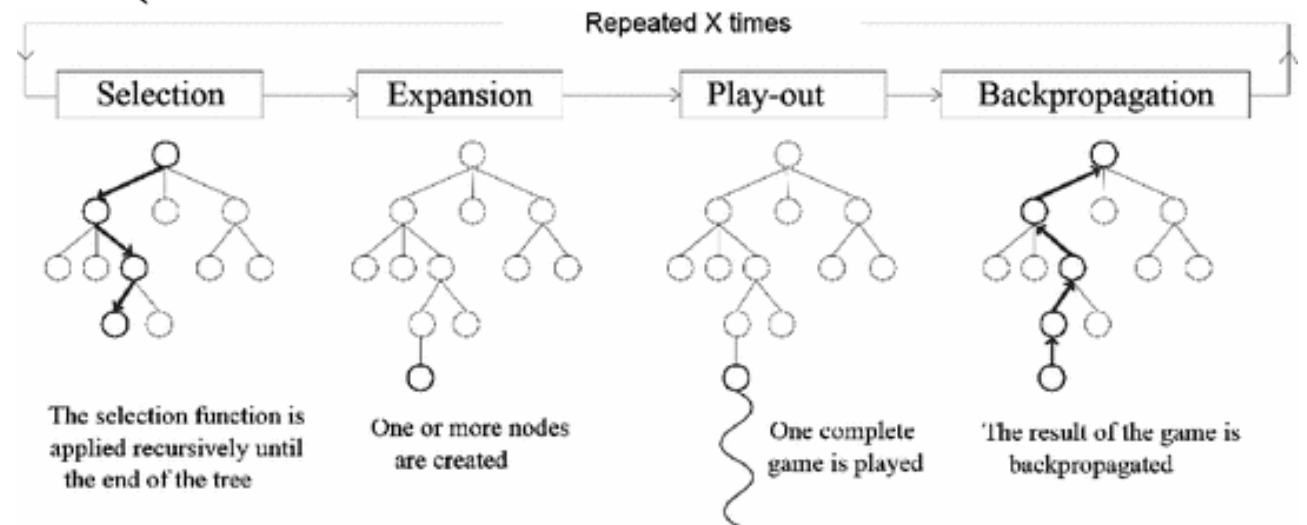 Repeated X times
Selection
Expansion
Play-out
Backpropagation
The selection function is
applied recursively until
the end of the tree
One or more nodes
are created
One complete
game is played
The result of the game is
backpropagated